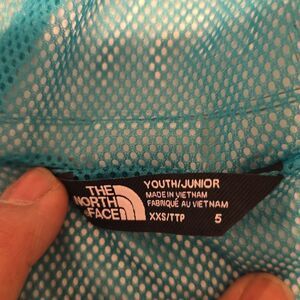 THE
NORTH
FACE
YOUTH/JUNIOR
MADE IN VIETNAM
FABRIQUÉ AU VIETNAM
XXS/TTP 5